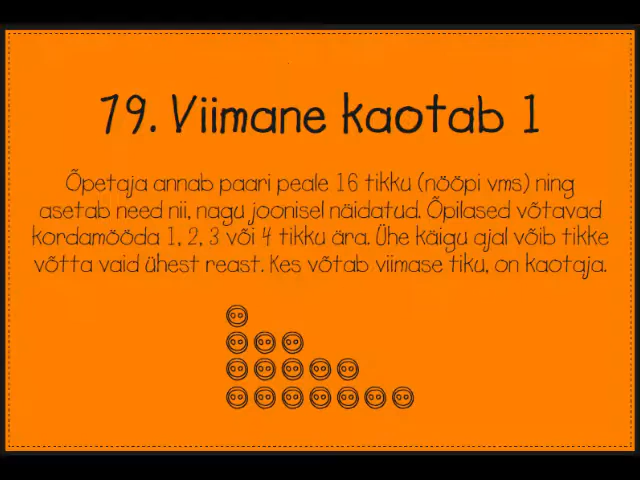 79. Viimane kaotab 1
Õpetaja annab paari peale 16 tikku (nööpi vms) ning
asetab need nii, nagu joonisel näidatud. Õpilased võtavad
kordamööda 1, 2, 3 või 4 tikku ära. Ühe käigu ajal võib tikke
võtta vaid ühest reast. Kes võtab viimase tiku, on kaotaja.